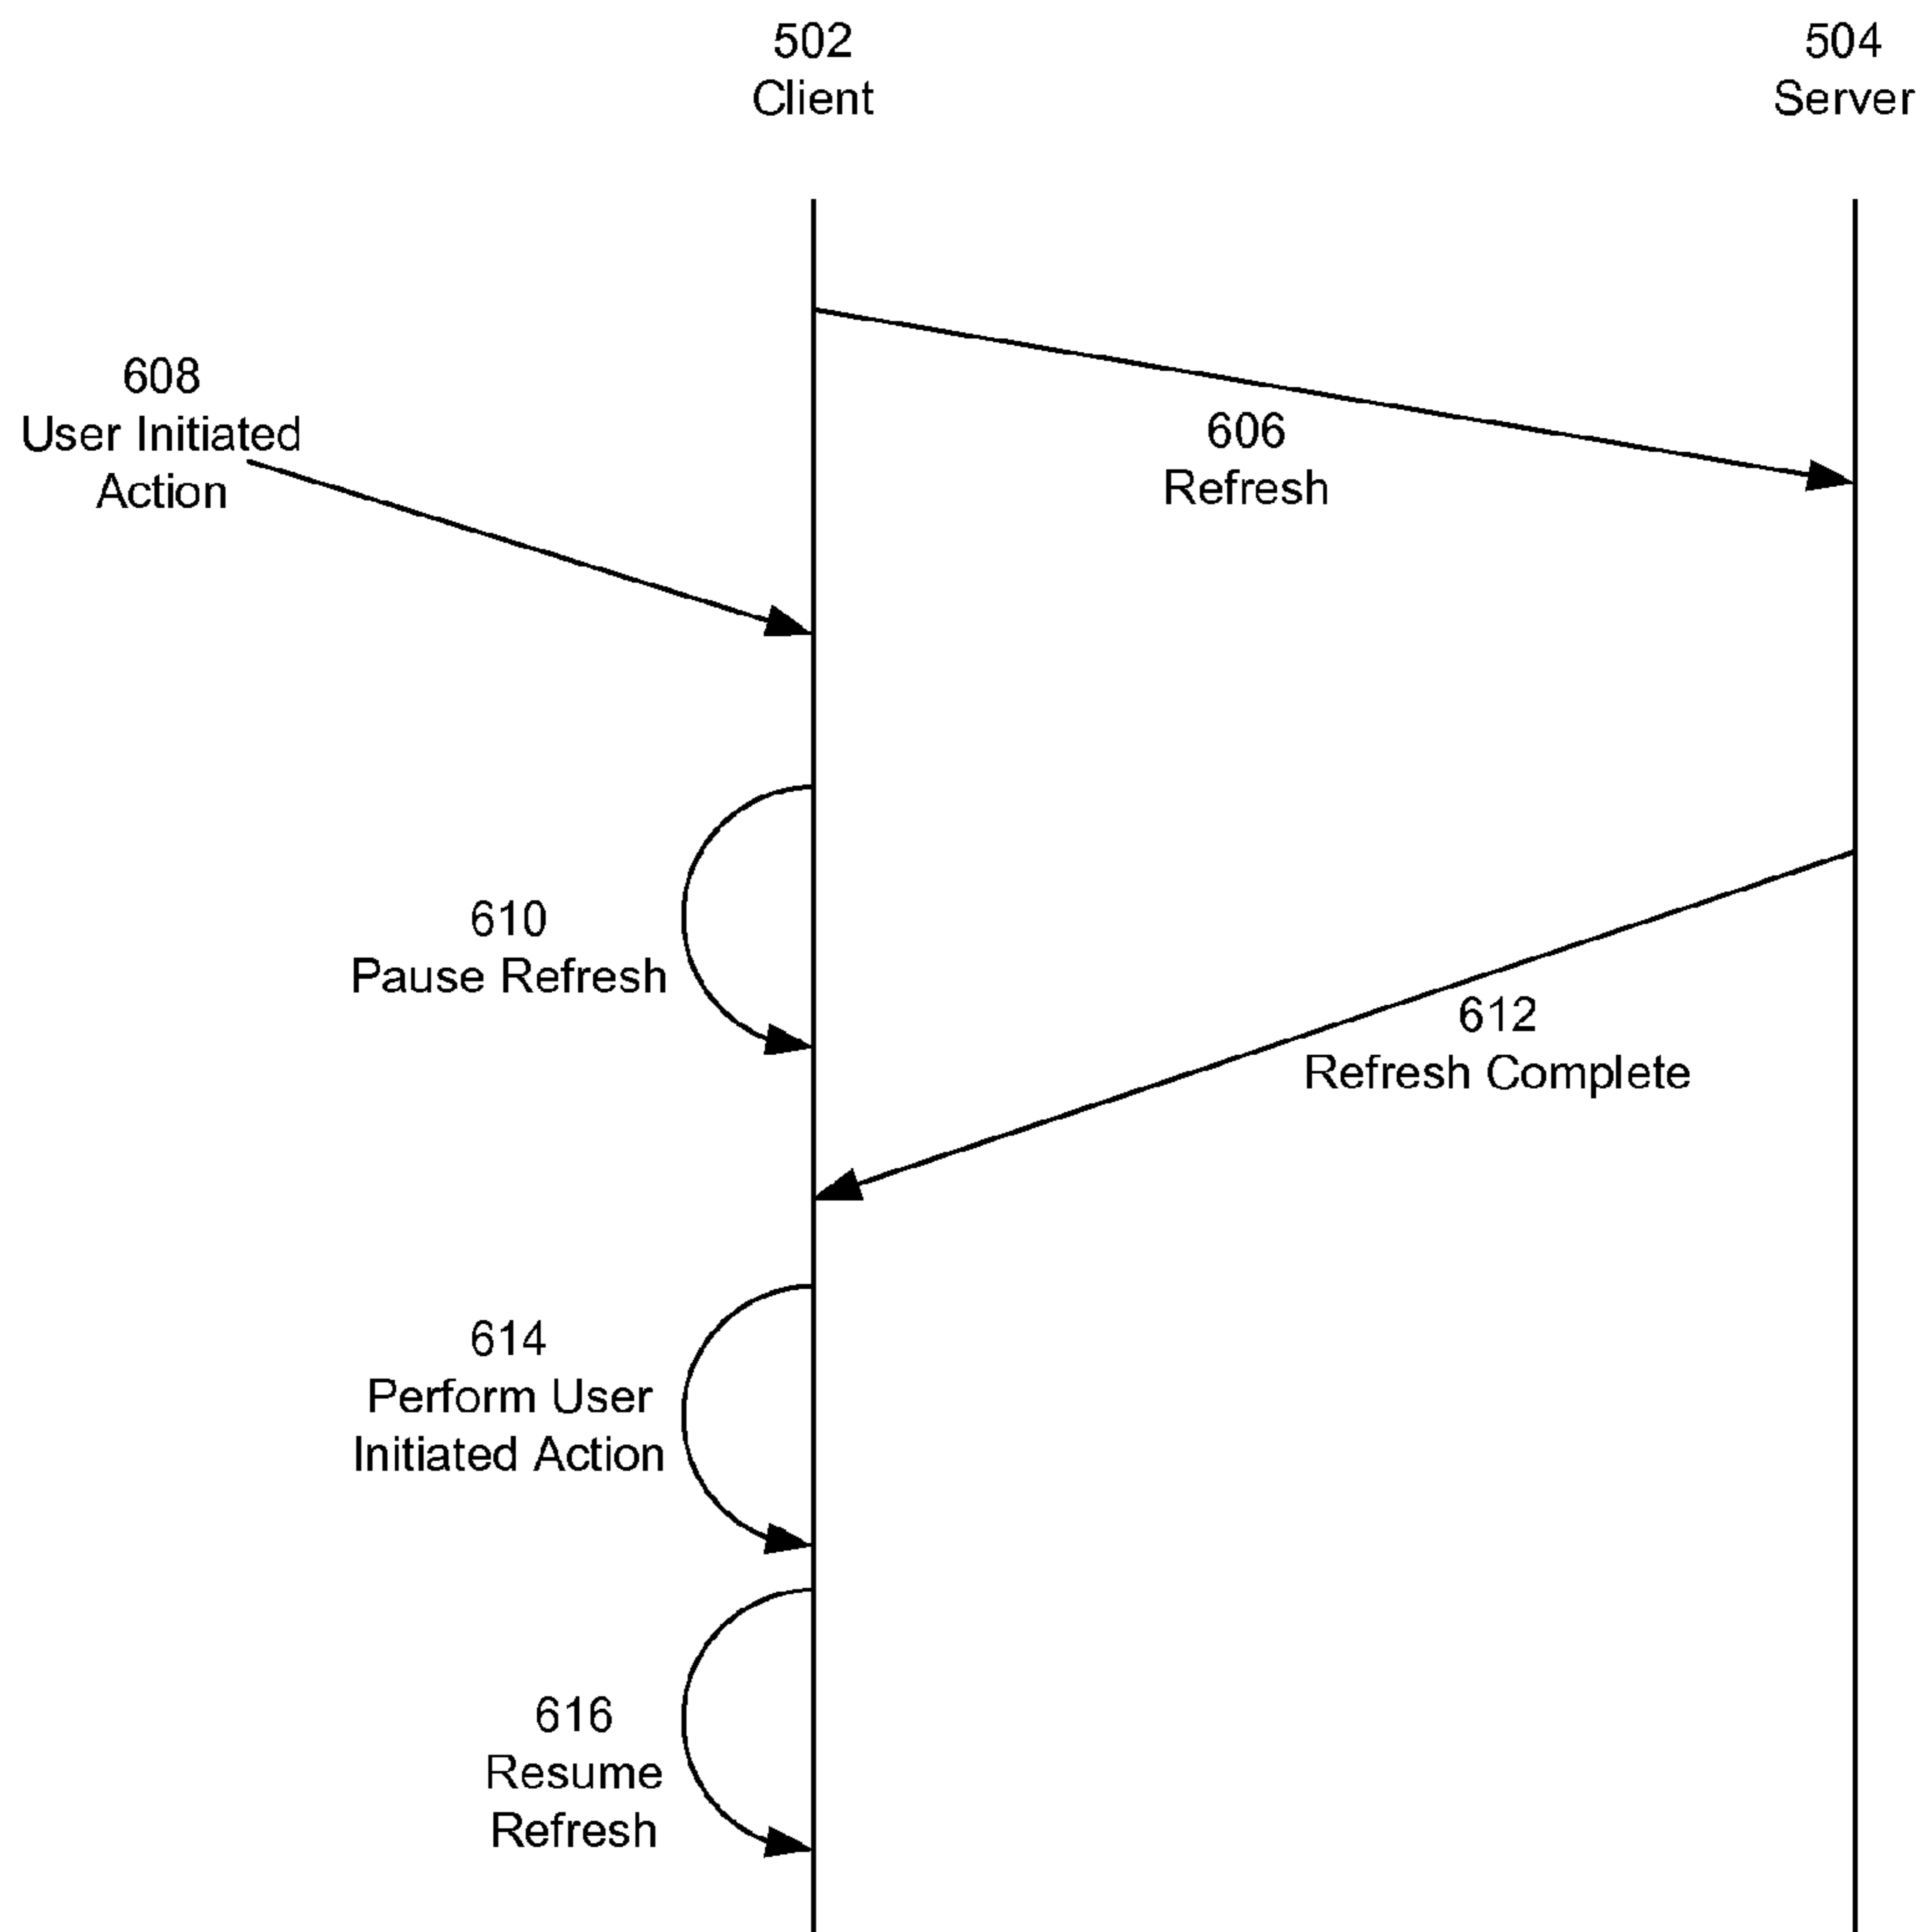 502
Client
504
Server
608
User Initiated
Action
606
Refresh
610
Pause Refresh
612
Refresh Complete
614
Perform User
Initiated Action
616
Resume
Refresh